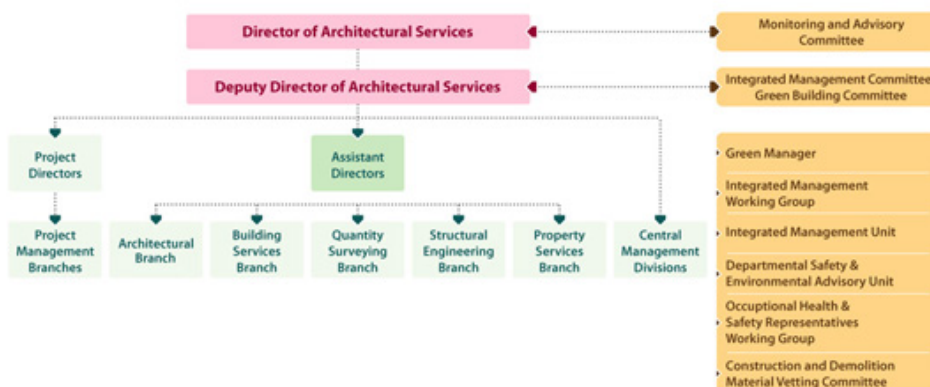 Director of Architectural Services
Monitoring and Advisory
Committee
Deputy Director of Architectural Services
Integrated Management Committee
Green Building Committee
Project
Directors
Assistant
Directors
Project
Management
Branches
Architectural
Branch
Building
Services
Branch
Quantity
Surveying
Branch
Structural
Engineering
Branch
Property
Services
Branch
Central
Management
Divisions
Green Manager
Integrated Management
Working Group
Integrated Management Unit
Departmental Safety &
Environmental Advisory Unit
Occuptional Health &
Safety Representatives
Working Group
Construction and Demolition
Material Vetting Committee